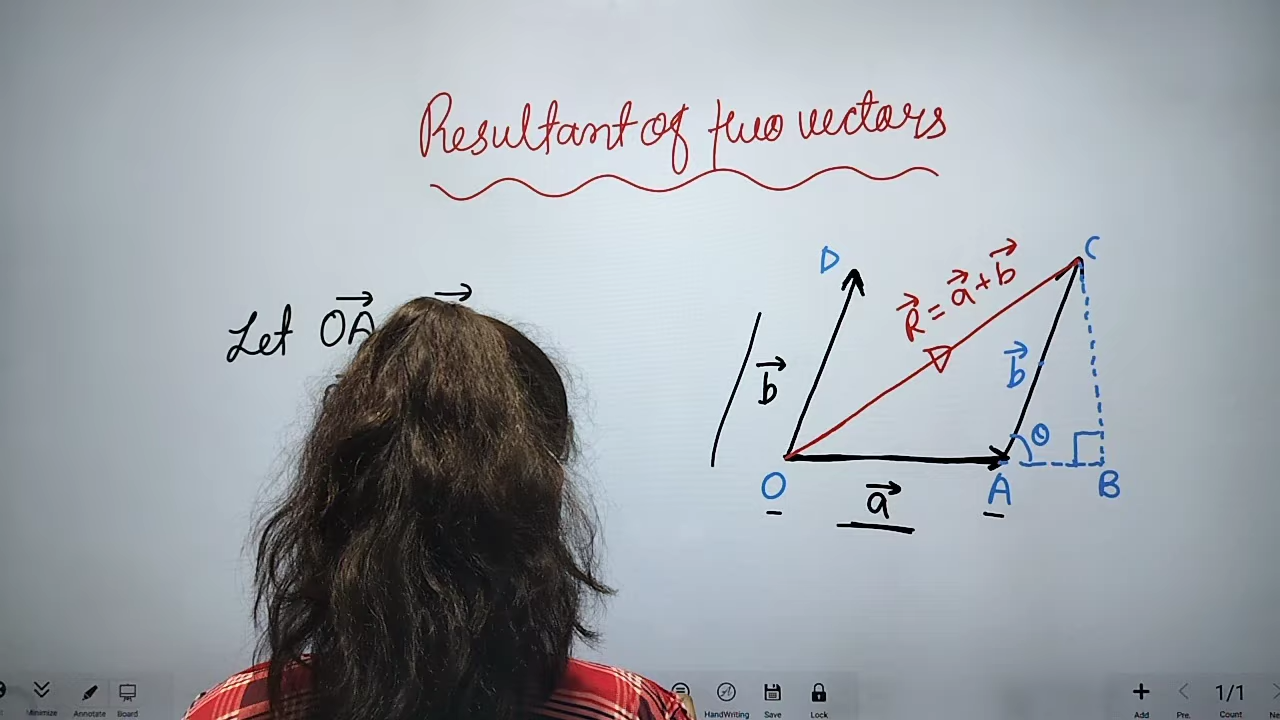 Resultant of two vectors
Let OA⃗
D
C
R⃗ = a⃗ + b⃗
b⃗
b⃗
θ
O
A
B
a⃗
Minimize
Annotate
Board
HandWriting
Save
Lock
Add
Pre.
1/1
Count